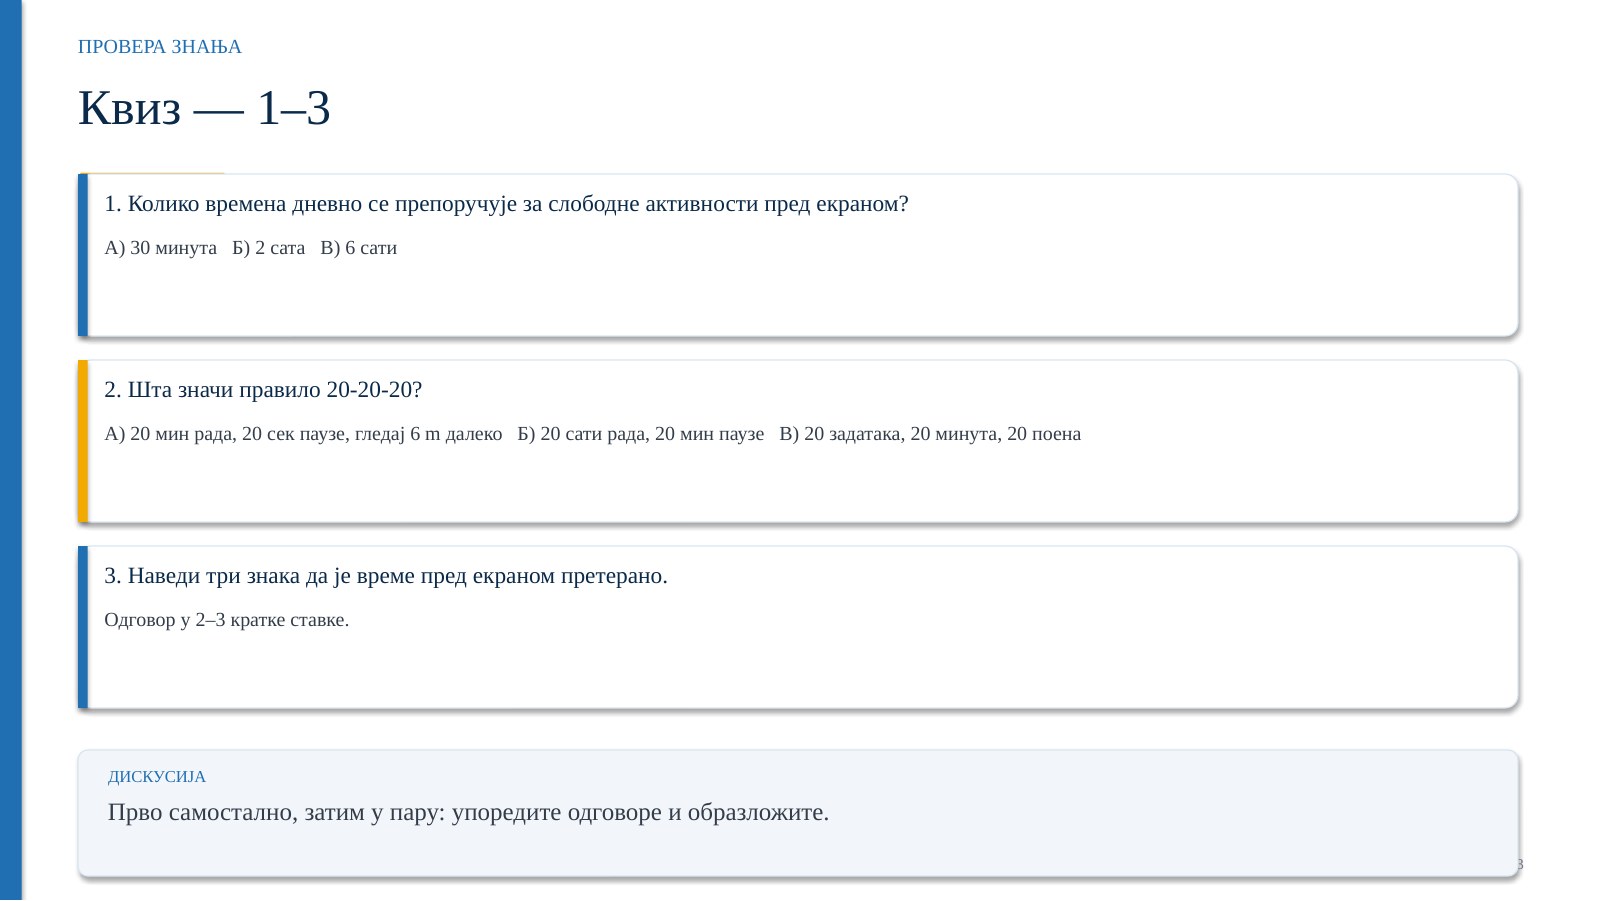 ПРОВЕРА ЗНАЊА
Квиз — 1–3
1. Колико времена дневно се препоручује за слободне активности пред екраном?
А) 30 минута   Б) 2 сата   В) 6 сати
2. Шта значи правило 20-20-20?
А) 20 мин рада, 20 сек паузе, гледај 6 m далеко   Б) 20 сати рада, 20 мин паузе   В) 20 задатака, 20 минута, 20 поена
3. Наведи три знака да је време пред екраном претерано.
Одговор у 2–3 кратке ставке.
ДИСКУСИЈА
Прво самостално, затим у пару: упоредите одговоре и образложите.